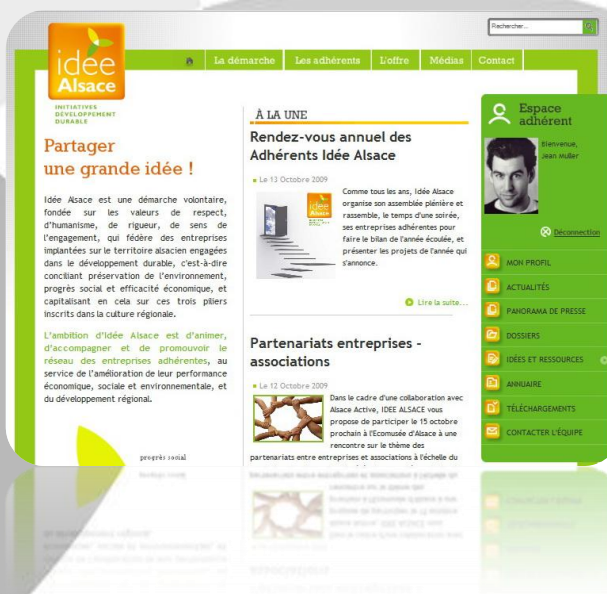 Rechercher...
idée
Alsace
INITIATIVES
DÉVELOPPEMENT
DURABLE
La démarche
Les adhérents
L'offre
Médias
Contact
Partager
une grande idée !
Idée Alsace est une démarche volontaire,
fondée sur les valeurs de respect,
d'humanisme, de rigueur, de sens de
l'engagement, qui fédère des entreprises
implantées sur le territoire alsacien engagées
dans le développement durable, c'est-à-dire
conciliant préservation de l'environnement,
progrès social et efficacité économique, et
capitalisant en cela sur ces trois piliers
inscrits dans la culture régionale.
L'ambition d'Idée Alsace est d'animer,
d'accompagner et de promouvoir le
réseau des entreprises adhérentes, au
service de l'amélioration de leur performance
économique, sociale et environnementale, et
du développement régional.
progrès social
À LA UNE
Rendez-vous annuel des
Adhérents Idée Alsace
Le 13 Octobre 2009
idée
Alsace
Comme tous les ans, Idée Alsace
organise son assemblée plénière et
rassemble, le temps d'une soirée,
ses entreprises adhérentes pour
faire le bilan de l'année écoulée, et
présenter les projets de l'année qui
s'annonce.
Lire la suite...
Partenariats entreprises -
associations
Le 12 Octobre 2009
Dans le cadre d'une collaboration avec
Alsace Active, IDEE ALSACE vous
propose de participer le 15 octobre
prochain à l'Ecomusée d'Alsace à une
rencontre sur le thème des
partenariats entre entreprises et associations à l'échelle du
Espace
adhérent
Bienvenue,
Jean Muller
Déconnection
MON PROFIL
ACTUALITÉS
PANORAMA DE PRESSE
DOSSIERS
IDÉES ET RESSOURCES
ANNUAIRE
TÉLÉCHARGEMENTS
CONTACTER L'ÉQUIPE